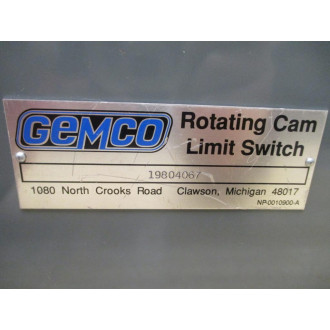 GEMCO
Rotating Cam
Limit Switch
19804067
1080 North Crooks Road Clawson, Michigan 48017
NP-0010900-A